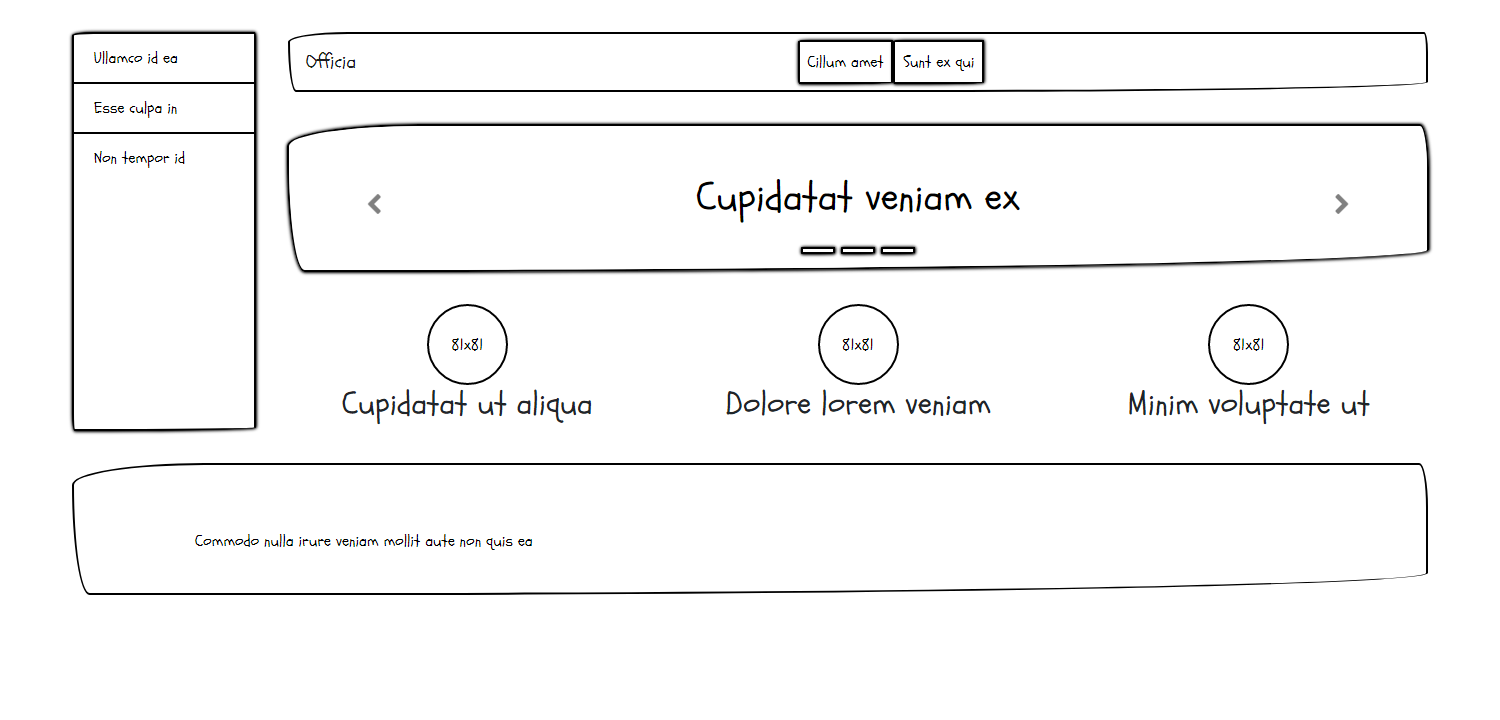 Ullamco id ea
Esse culpa in
Non tempor id
Officia
Cillum amet
Sunt ex qui
Cupidatat veniam ex
81x81
81x81
81x81
Cupidatat ut aliqua
Dolore lorem veniam
Minim voluptate ut
Commodo nulla irure veniam mollit aute non quis ea